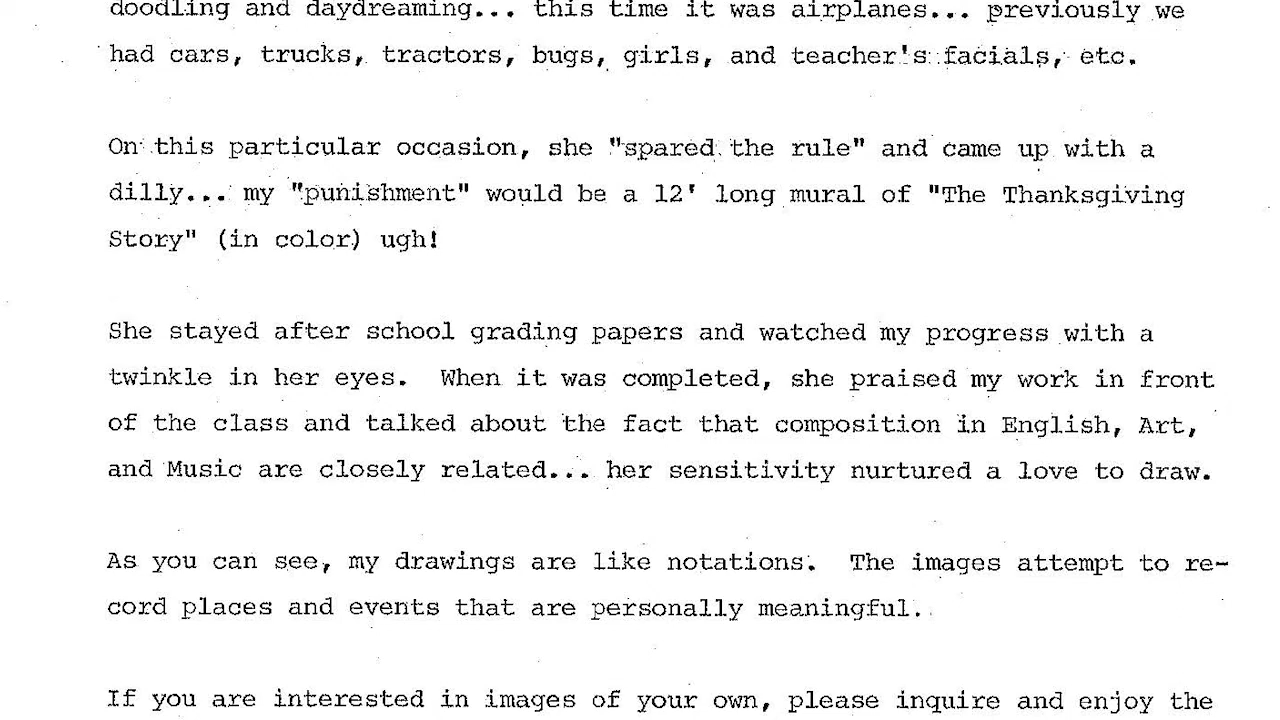 doodling and daydreaming... this time it was airplanes... previously we
had cars, trucks, tractors, bugs, girls, and teacher's facials, etc.
On this particular occasion, she "spared the rule" and came up with a
dilly... my "punishment" would be a 12' long mural of "The Thanksgiving
Story" (in color) ugh!
She stayed after school grading papers and watched my progress with a
twinkle in her eyes. When it was completed, she praised my work in front
of the class and talked about the fact that composition in English, Art,
and Music are closely related... her sensitivity nurtured a love to draw.
As you can see, my drawings are like notations. The images attempt to re-
cord places and events that are personally meaningful.
If you are interested in images of your own, please inquire and enjoy the